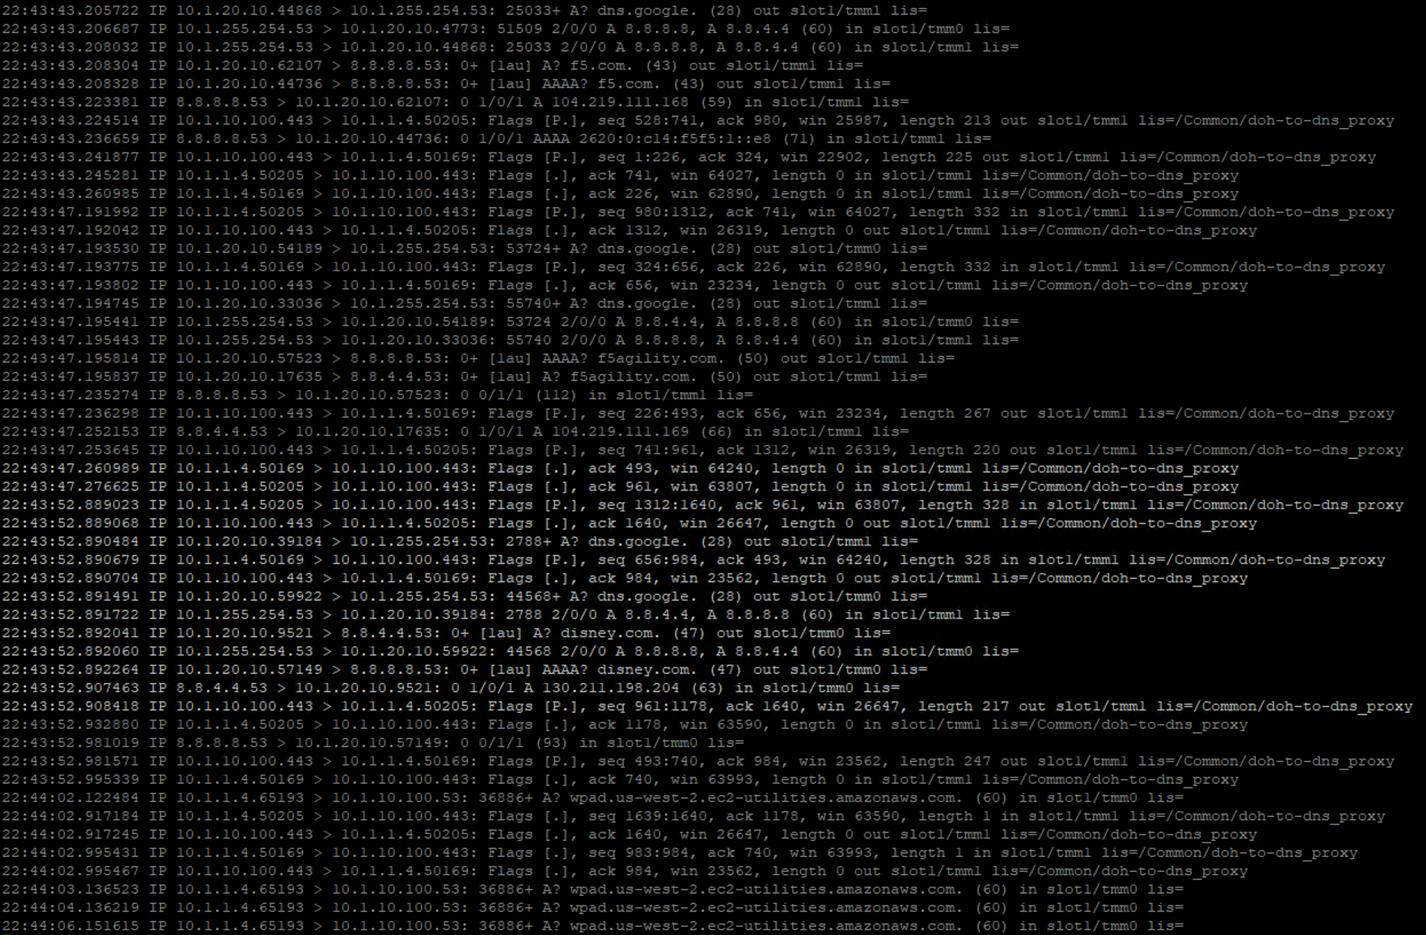 22:43:43.205722 IP 10.1.20.10.44868 > 10.1.255.254.53: 25033+ A? dns.google. (28) out slot1/tmm1 lis=
22:43:43.206687 IP 10.1.255.254.53 > 10.1.20.10.4773: 51509 2/0/0 A 8.8.8.8, A 8.8.4.4 (60) in slot1/tmm0 lis=
22:43:43.208032 IP 10.1.255.254.53 > 10.1.20.10.44868: 25033 2/0/0 A 8.8.8.8, A 8.8.4.4 (60) in slot1/tmm1 lis=
22:43:43.208304 IP 10.1.20.10.62107 > 8.8.8.8.53: 0+ [lau] A? f5.com. (43) out slot1/tmm1 lis=
22:43:43.208328 IP 10.1.20.10.44736 > 8.8.8.8.53: 0+ [lau] AAAA? f5.com. (43) out slot1/tmm1 lis=
22:43:43.223381 IP 8.8.8.8.53 > 10.1.20.10.62107: 0 1/0/1 A 104.219.111.168 (59) in slot1/tmm1 lis=
22:43:43.224514 IP 10.1.10.100.443 > 10.1.1.4.50205: Flags [P.], seq 528:741, ack 980, win 25987, length 213 out slot1/tmm1 lis=/Common/doh-to-dns_proxy
22:43:43.236659 IP 8.8.8.8.53 > 10.1.20.10.44736: 0 1/0/1 AAAA 2620:0:c14:f5f5:1::e8 (71) in slot1/tmm1 lis=
22:43:43.241877 IP 10.1.10.100.443 > 10.1.1.4.50169: Flags [P.], seq 1:226, ack 324, win 22902, length 225 out slot1/tmm1 lis=/Common/doh-to-dns_proxy
22:43:43.245281 IP 10.1.1.4.50205 > 10.1.10.100.443: Flags [.], ack 741, win 64027, length 0 in slot1/tmm1 lis=/Common/doh-to-dns_proxy
22:43:43.260985 IP 10.1.1.4.50169 > 10.1.10.100.443: Flags [.], ack 226, win 62890, length 0 in slot1/tmm1 lis=/Common/doh-to-dns_proxy
22:43:47.191992 IP 10.1.1.4.50205 > 10.1.10.100.443: Flags [P.], seq 980:1312, ack 741, win 64027, length 332 in slot1/tmm1 lis=/Common/doh-to-dns_proxy
22:43:47.192042 IP 10.1.10.100.443 > 10.1.1.4.50205: Flags [.], ack 1312, win 26319, length 0 out slot1/tmm1 lis=/Common/doh-to-dns_proxy
22:43:47.193530 IP 10.1.20.10.54189 > 10.1.255.254.53: 53724+ A? dns.google. (28) out slot1/tmm0 lis=
22:43:47.193775 IP 10.1.1.4.50169 > 10.1.10.100.443: Flags [P.], seq 324:656, ack 226, win 62890, length 332 in slot1/tmm1 lis=/Common/doh-to-dns_proxy
22:43:47.193802 IP 10.1.10.100.443 > 10.1.1.4.50169: Flags [.], ack 656, win 23234, length 0 out slot1/tmm1 lis=/Common/doh-to-dns_proxy
22:43:47.194745 IP 10.1.20.10.33036 > 10.1.255.254.53: 55740+ A? dns.google. (28) out slot1/tmm1 lis=
22:43:47.195441 IP 10.1.255.254.53 > 10.1.20.10.54189: 53724 2/0/0 A 8.8.4.4, A 8.8.8.8 (60) in slot1/tmm0 lis=
22:43:47.195443 IP 10.1.255.254.53 > 10.1.20.10.33036: 55740 2/0/0 A 8.8.8.8, A 8.8.4.4 (60) in slot1/tmm1 lis=
22:43:47.195814 IP 10.1.20.10.57523 > 8.8.8.8.53: 0+ [lau] AAAA? f5agility.com. (50) out slot1/tmm1 lis=
22:43:47.195837 IP 10.1.20.10.17635 > 8.8.4.4.53: 0+ [lau] A? f5agility.com. (50) out slot1/tmm1 lis=
22:43:47.235274 IP 8.8.8.8.53 > 10.1.20.10.57523: 0 0/1/1 (112) in slot1/tmm1 lis=
22:43:47.236298 IP 10.1.10.100.443 > 10.1.1.4.50169: Flags [P.], seq 226:493, ack 656, win 23234, length 267 out slot1/tmm1 lis=/Common/doh-to-dns_proxy
22:43:47.252153 IP 8.8.4.4.53 > 10.1.20.10.17635: 0 1/0/1 A 104.219.111.169 (66) in slot1/tmm1 lis=
22:43:47.253645 IP 10.1.10.100.443 > 10.1.1.4.50205: Flags [P.], seq 741:961, ack 1312, win 26319, length 220 out slot1/tmm1 lis=/Common/doh-to-dns_proxy
22:43:47.260989 IP 10.1.1.4.50169 > 10.1.10.100.443: Flags [.], ack 493, win 64240, length 0 in slot1/tmm1 lis=/Common/doh-to-dns_proxy
22:43:47.276625 IP 10.1.1.4.50205 > 10.1.10.100.443: Flags [.], ack 961, win 63807, length 0 in slot1/tmm1 lis=/Common/doh-to-dns_proxy
22:43:52.889023 IP 10.1.1.4.50205 > 10.1.10.100.443: Flags [P.], seq 1312:1640, ack 961, win 63807, length 328 in slot1/tmm1 lis=/Common/doh-to-dns_proxy
22:43:52.889068 IP 10.1.10.100.443 > 10.1.1.4.50205: Flags [.], ack 1640, win 26647, length 0 out slot1/tmm1 lis=/Common/doh-to-dns_proxy
22:43:52.890484 IP 10.1.20.10.39184 > 10.1.255.254.53: 2788+ A? dns.google. (28) out slot1/tmm1 lis=
22:43:52.890679 IP 10.1.1.4.50169 > 10.1.10.100.443: Flags [P.], seq 656:984, ack 493, win 64240, length 328 in slot1/tmm1 lis=/Common/doh-to-dns_proxy
22:43:52.890704 IP 10.1.10.100.443 > 10.1.1.4.50169: Flags [.], ack 984, win 23562, length 0 out slot1/tmm1 lis=/Common/doh-to-dns_proxy
22:43:52.891491 IP 10.1.20.10.59922 > 10.1.255.254.53: 44568+ A? dns.google. (28) out slot1/tmm0 lis=
22:43:52.891722 IP 10.1.255.254.53 > 10.1.20.10.39184: 2788 2/0/0 A 8.8.4.4, A 8.8.8.8 (60) in slot1/tmm1 lis=
22:43:52.892041 IP 10.1.20.10.9521 > 8.8.4.4.53: 0+ [lau] A? disney.com. (47) out slot1/tmm0 lis=
22:43:52.892060 IP 10.1.255.254.53 > 10.1.20.10.59922: 44568 2/0/0 A 8.8.8.8, A 8.8.4.4 (60) in slot1/tmm0 lis=
22:43:52.892264 IP 10.1.20.10.57149 > 8.8.8.8.53: 0+ [lau] AAAA? disney.com. (47) out slot1/tmm0 lis=
22:43:52.907463 IP 8.8.4.4.53 > 10.1.20.10.9521: 0 1/0/1 A 130.211.198.204 (63) in slot1/tmm0 lis=
22:43:52.908418 IP 10.1.10.100.443 > 10.1.1.4.50205: Flags [P.], seq 961:1178, ack 1640, win 26647, length 217 out slot1/tmm1 lis=/Common/doh-to-dns_proxy
22:43:52.932880 IP 10.1.1.4.50205 > 10.1.10.100.443: Flags [.], ack 1178, win 63590, length 0 in slot1/tmm1 lis=/Common/doh-to-dns_proxy
22:43:52.981019 IP 8.8.8.8.53 > 10.1.20.10.57149: 0 0/1/1 (93) in slot1/tmm0 lis=
22:43:52.981571 IP 10.1.10.100.443 > 10.1.1.4.50169: Flags [P.], seq 493:740, ack 984, win 23562, length 247 out slot1/tmm1 lis=/Common/doh-to-dns_proxy
22:43:52.995339 IP 10.1.1.4.50169 > 10.1.10.100.443: Flags [.], ack 740, win 63993, length 0 in slot1/tmm1 lis=/Common/doh-to-dns_proxy
22:44:02.122484 IP 10.1.1.4.65193 > 10.1.10.100.53: 36886+ A? wpad.us-west-2.ec2-utilities.amazonaws.com. (60) in slot1/tmm0 lis=
22:44:02.917184 IP 10.1.1.4.50205 > 10.1.10.100.443: Flags [.], seq 1639:1640, ack 1178, win 63590, length 1 in slot1/tmm1 lis=/Common/doh-to-dns_proxy
22:44:02.917245 IP 10.1.10.100.443 > 10.1.1.4.50205: Flags [.], ack 1640, win 26647, length 0 out slot1/tmm1 lis=/Common/doh-to-dns_proxy
22:44:02.995431 IP 10.1.1.4.50169 > 10.1.10.100.443: Flags [.], seq 983:984, ack 740, win 63993, length 1 in slot1/tmm1 lis=/Common/doh-to-dns_proxy
22:44:02.995467 IP 10.1.10.100.443 > 10.1.1.4.50169: Flags [.], ack 984, win 23562, length 0 out slot1/tmm1 lis=/Common/doh-to-dns_proxy
22:44:03.136523 IP 10.1.1.4.65193 > 10.1.10.100.53: 36886+ A? wpad.us-west-2.ec2-utilities.amazonaws.com. (60) in slot1/tmm0 lis=
22:44:04.136219 IP 10.1.1.4.65193 > 10.1.10.100.53: 36886+ A? wpad.us-west-2.ec2-utilities.amazonaws.com. (60) in slot1/tmm0 lis=
22:44:06.151615 IP 10.1.1.4.65193 > 10.1.10.100.53: 36886+ A? wpad.us-west-2.ec2-utilities.amazonaws.com. (60) in slot1/tmm0 lis=